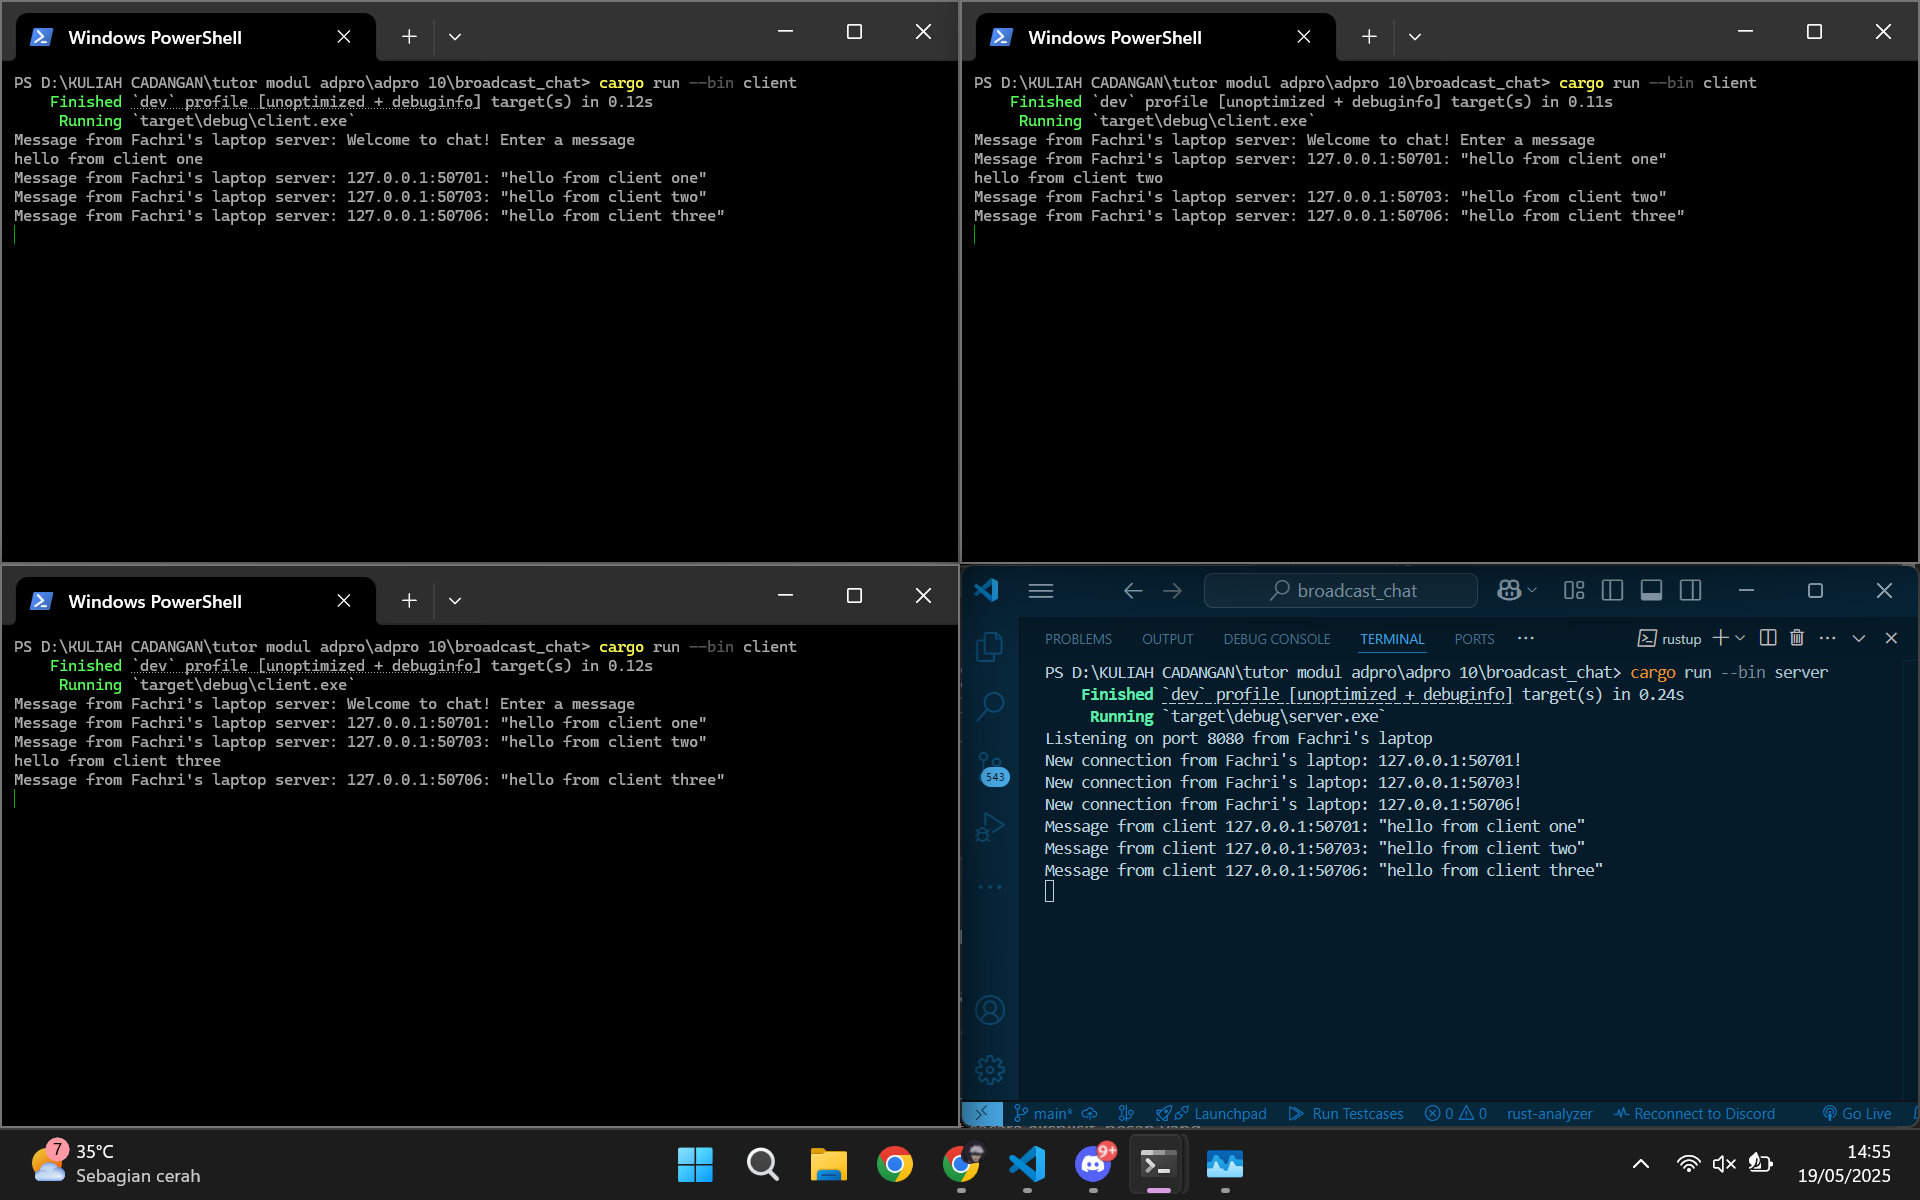 Windows PowerShell
PS D:\KULIAH CADANGAN\tutor modul adpro\adpro 10\broadcast_chat> cargo run --bin client
Finished `dev` profile [unoptimized + debuginfo] target(s) in 0.12s
Running `target\debug\client.exe`
Message from Fachri's laptop server: Welcome to chat! Enter a message
hello from client one
Message from Fachri's laptop server: 127.0.0.1:50701: "hello from client one"
Message from Fachri's laptop server: 127.0.0.1:50703: "hello from client two"
Message from Fachri's laptop server: 127.0.0.1:50706: "hello from client three"
Windows PowerShell
PS D:\KULIAH CADANGAN\tutor modul adpro\adpro 10\broadcast_chat> cargo run --bin client
Finished `dev` profile [unoptimized + debuginfo] target(s) in 0.11s
Running `target\debug\client.exe`
Message from Fachri's laptop server: Welcome to chat! Enter a message
Message from Fachri's laptop server: 127.0.0.1:50701: "hello from client one"
hello from client two
Message from Fachri's laptop server: 127.0.0.1:50703: "hello from client two"
Message from Fachri's laptop server: 127.0.0.1:50706: "hello from client three"
Windows PowerShell
PS D:\KULIAH CADANGAN\tutor modul adpro\adpro 10\broadcast_chat> cargo run --bin client
Finished `dev` profile [unoptimized + debuginfo] target(s) in 0.12s
Running `target\debug\client.exe`
Message from Fachri's laptop server: Welcome to chat! Enter a message
Message from Fachri's laptop server: 127.0.0.1:50701: "hello from client one"
Message from Fachri's laptop server: 127.0.0.1:50703: "hello from client two"
hello from client three
Message from Fachri's laptop server: 127.0.0.1:50706: "hello from client three"
broadcast_chat
PROBLEMS OUTPUT DEBUG CONSOLE TERMINAL PORTS ··· rustup
543
PS D:\KULIAH CADANGAN\tutor modul adpro\adpro 10\broadcast_chat> cargo run --bin server
Finished `dev` profile [unoptimized + debuginfo] target(s) in 0.24s
Running `target\debug\server.exe`
Listening on port 8080 from Fachri's laptop
New connection from Fachri's laptop: 127.0.0.1:50701!
New connection from Fachri's laptop: 127.0.0.1:50703!
New connection from Fachri's laptop: 127.0.0.1:50706!
Message from client 127.0.0.1:50701: "hello from client one"
Message from client 127.0.0.1:50703: "hello from client two"
Message from client 127.0.0.1:50706: "hello from client three"
main* Launchpad Run Testcases 0 0 rust-analyzer Reconnect to Discord Go Live
7 35°C
Sebagian cerah
9+
14:55
19/05/2025